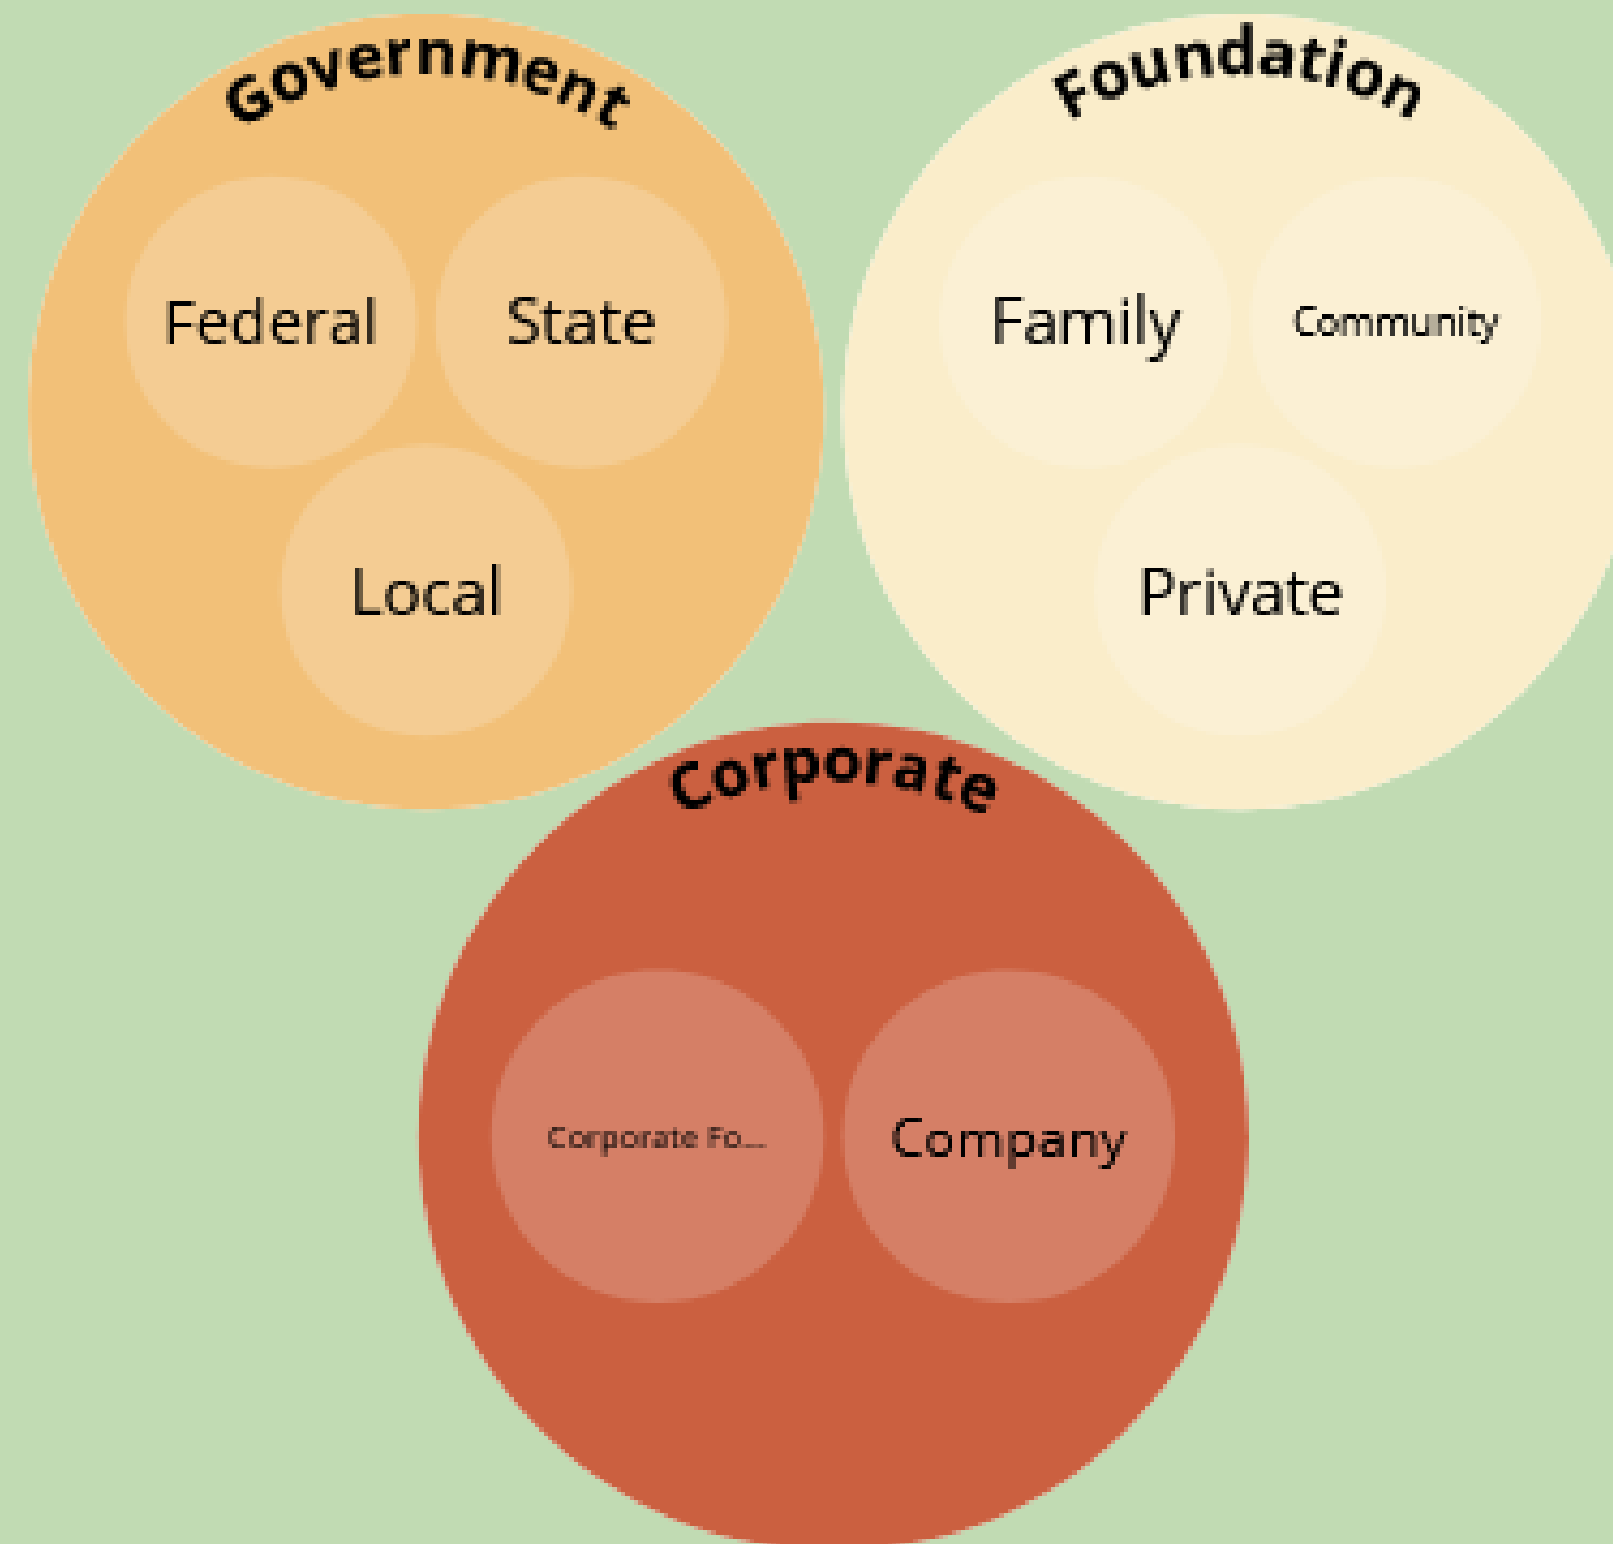 Government
Foundation
Federal
State
Family
Community
Local
Private
Corporate
Corporate Fo...
Company